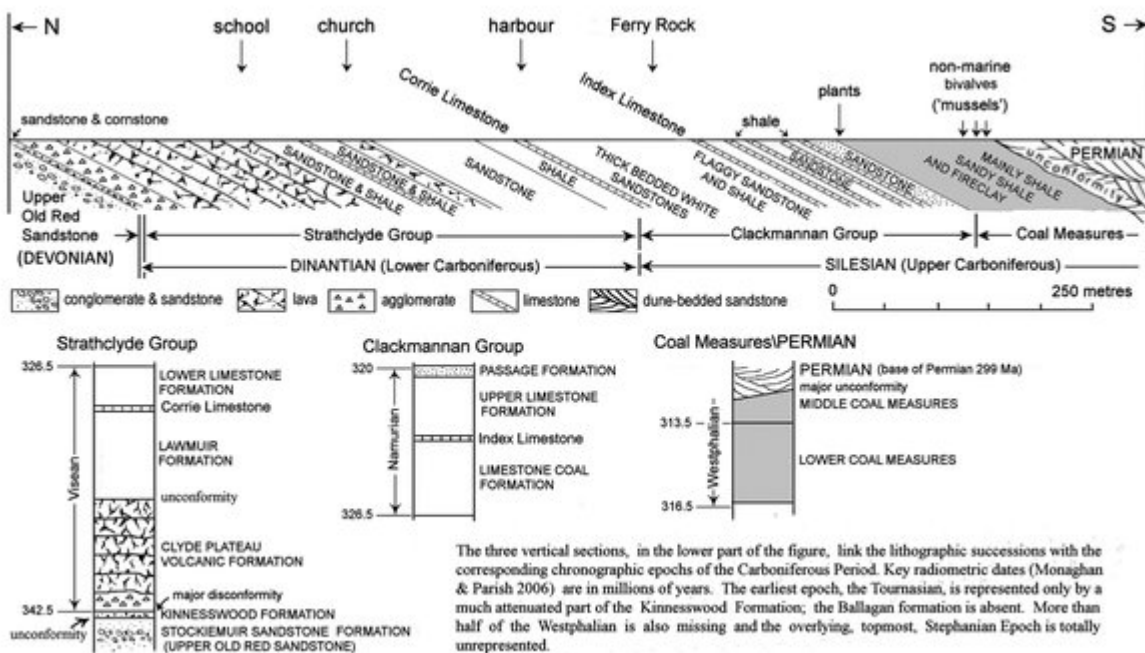 N
school
church
harbour
Ferry Rock
S
Corrie Limestone
Index Limestone
non-marine
bivalves
('mussels')
plants
shale
sandstone & cornstone
Upper
Old Red
Sandstone
(DEVONIAN)
SANDSTONE
& SHALE
SANDSTONE
& SHALE
SANDSTONE
SHALE
THICK BEDDED WHITE
SANDSTONES
FLAGGY SANDSTONE
AND SHALE
SANDSTONE
SANDSTONE
MAINLY SHALE
SANDY SHALE
AND FIRECLAY
unconformity
PERMIAN
Strathclyde Group
Clackmannan Group
Coal Measures
DINANTIAN (Lower Carboniferous)
SILESIAN (Upper Carboniferous)
conglomerate & sandstone
lava
agglomerate
limestone
dune-bedded sandstone
0
250 metres
Strathclyde Group
326.5
LOWER LIMESTONE
FORMATION
Corrie Limestone
LAWMUIR
FORMATION
Visean
unconformity
CLYDE PLATEAU
VOLCANIC FORMATION
major disconformity
342.5
KINNESSWOOD FORMATION
unconformity
STOCKIEMUIR SANDSTONE FORMATION
(UPPER OLD RED SANDSTONE)
Clackmannan Group
320
PASSAGE FORMATION
UPPER LIMESTONE
FORMATION
Namurian
Index Limestone
LIMESTONE COAL
FORMATION
326.5
Coal Measures\PERMIAN
PERMIAN (base of Permian 299 Ma)
major unconformity
MIDDLE COAL MEASURES
313.5
Westphalian
LOWER COAL MEASURES
316.5
The three vertical sections, in the lower part of the figure, link the lithographic successions with the
corresponding chronographic epochs of the Carboniferous Period. Key radiometric dates (Monaghan
& Parish 2006) are in millions of years. The earliest epoch, the Tournasian, is represented only by a
much attenuated part of the Kinnesswood Formation; the Ballagan formation is absent. More than
half of the Westphalian is also missing and the overlying, topmost, Stephanian Epoch is totally
unrepresented.